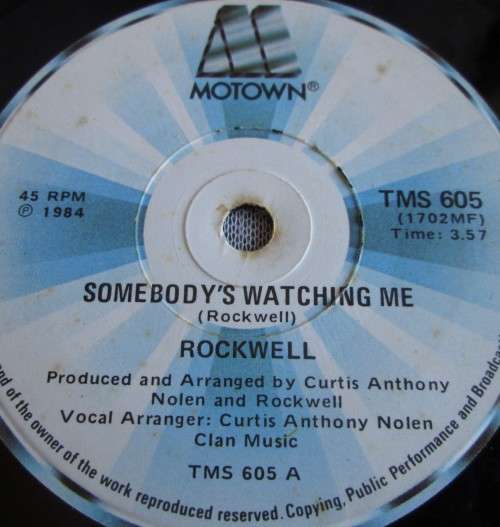 MOTOWN®
45 RPM
℗ 1984
TMS 605
(1702MF)
Time: 3.57
SOMEBODY'S WATCHING ME
(Rockwell)
ROCKWELL
Produced and Arranged by Curtis Anthony
Nolen and Rockwell
Vocal Arranger: Curtis Anthony Nolen
Clan Music
TMS 605 A
and of the owner of the work reproduced reserved. Copying, Public Performance and Broadcas